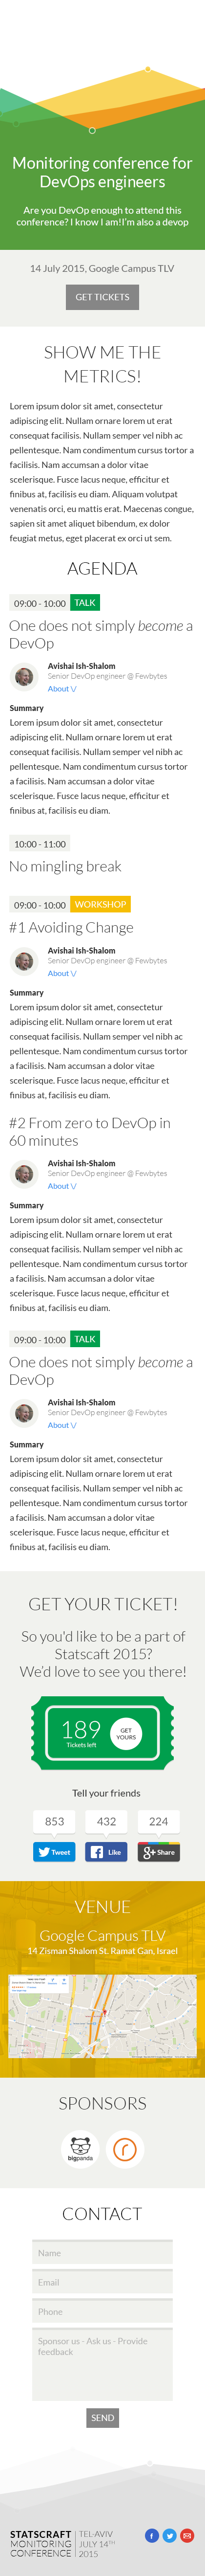 Monitoring conference for
DevOps engineers
Are you DevOp enough to attend this
conference? I know I am!I'm also a devop
14 July 2015, Google Campus TLV
GET TICKETS
SHOW ME THE
METRICS!
Lorem ipsum dolor sit amet, consectetur
adipiscing elit. Nullam ornare lorem ut erat
consequat facilisis. Nullam semper vel nibh ac
pellentesque. Nam condimentum cursus tortor a
facilisis. Nam accumsan a dolor vitae
scelerisque. Fusce lacus neque, efficitur et
finibus at, facilisis eu diam. Aliquam volutpat
venenatis orci, eu mattis erat. Maecenas congue,
sapien sit amet aliquet bibendum, ex dolor
feugiat metus, eget placerat ex orci ut sem.
AGENDA
09:00 - 10:00 TALK
One does not simply become a
DevOp
Avishai Ish-Shalom
Senior DevOp engineer @ Fewbytes
About \/
Summary
Lorem ipsum dolor sit amet, consectetur
adipiscing elit. Nullam ornare lorem ut erat
consequat facilisis. Nullam semper vel nibh ac
pellentesque. Nam condimentum cursus tortor
a facilisis. Nam accumsan a dolor vitae
scelerisque. Fusce lacus neque, efficitur et
finibus at, facilisis eu diam.
10:00 - 11:00
No mingling break
09:00 - 10:00 WORKSHOP
#1 Avoiding Change
Avishai Ish-Shalom
Senior DevOp engineer @ Fewbytes
About \/
Summary
Lorem ipsum dolor sit amet, consectetur
adipiscing elit. Nullam ornare lorem ut erat
consequat facilisis. Nullam semper vel nibh ac
pellentesque. Nam condimentum cursus tortor
a facilisis. Nam accumsan a dolor vitae
scelerisque. Fusce lacus neque, efficitur et
finibus at, facilisis eu diam.
#2 From zero to DevOp in
60 minutes
Avishai Ish-Shalom
Senior DevOp engineer @ Fewbytes
About \/
Summary
Lorem ipsum dolor sit amet, consectetur
adipiscing elit. Nullam ornare lorem ut erat
consequat facilisis. Nullam semper vel nibh ac
pellentesque. Nam condimentum cursus tortor
a facilisis. Nam accumsan a dolor vitae
scelerisque. Fusce lacus neque, efficitur et
finibus at, facilisis eu diam.
09:00 - 10:00 TALK
One does not simply become a
DevOp
Avishai Ish-Shalom
Senior DevOp engineer @ Fewbytes
About \/
Summary
Lorem ipsum dolor sit amet, consectetur
adipiscing elit. Nullam ornare lorem ut erat
consequat facilisis. Nullam semper vel nibh ac
pellentesque. Nam condimentum cursus tortor
a facilisis. Nam accumsan a dolor vitae
scelerisque. Fusce lacus neque, efficitur et
finibus at, facilisis eu diam.
GET YOUR TICKET!
So you'd like to be a part of
Statscaft 2015?
We'd love to see you there!
189
Tickets left
GET
YOURS
Tell your friends
853 432 224
Tweet Like Share
VENUE
Google Campus TLV
14 Zisman Shalom St. Ramat Gan, Israel
SPONSORS
bigpanda
CONTACT
Name
Email
Phone
Sponsor us - Ask us - Provide
feedback
SEND
STATSCRAFT TEL-AVIV
MONITORING JULY 14TH
CONFERENCE 2015